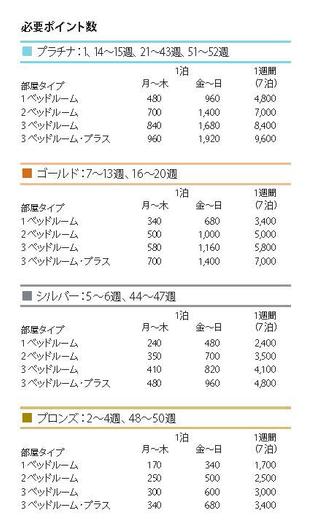 必要ポイント数
プラチナ:1、14〜15週、21〜43週、51〜52週
1泊 1週間
部屋タイプ 月〜木 金〜日 (7泊)
1ベッドルーム 480 960 4,800
2ベッドルーム 700 1,400 7,000
3ベッドルーム 840 1,680 8,400
3ベッドルーム・プラス 960 1,920 9,600
ゴールド:7〜13週、16〜20週
1泊 1週間
部屋タイプ 月〜木 金〜日 (7泊)
1ベッドルーム 340 680 3,400
2ベッドルーム 500 1,000 5,000
3ベッドルーム 580 1,160 5,800
3ベッドルーム・プラス 700 1,400 7,000
シルバー:5〜6週、44〜47週
1泊 1週間
部屋タイプ 月〜木 金〜日 (7泊)
1ベッドルーム 240 480 2,400
2ベッドルーム 350 700 3,500
3ベッドルーム 410 820 4,100
3ベッドルーム・プラス 480 960 4,800
ブロンズ:2〜4週、48〜50週
1泊 1週間
部屋タイプ 月〜木 金〜日 (7泊)
1ベッドルーム 170 340 1,700
2ベッドルーム 250 500 2,500
3ベッドルーム 300 600 3,000
3ベッドルーム・プラス 340 680 3,400